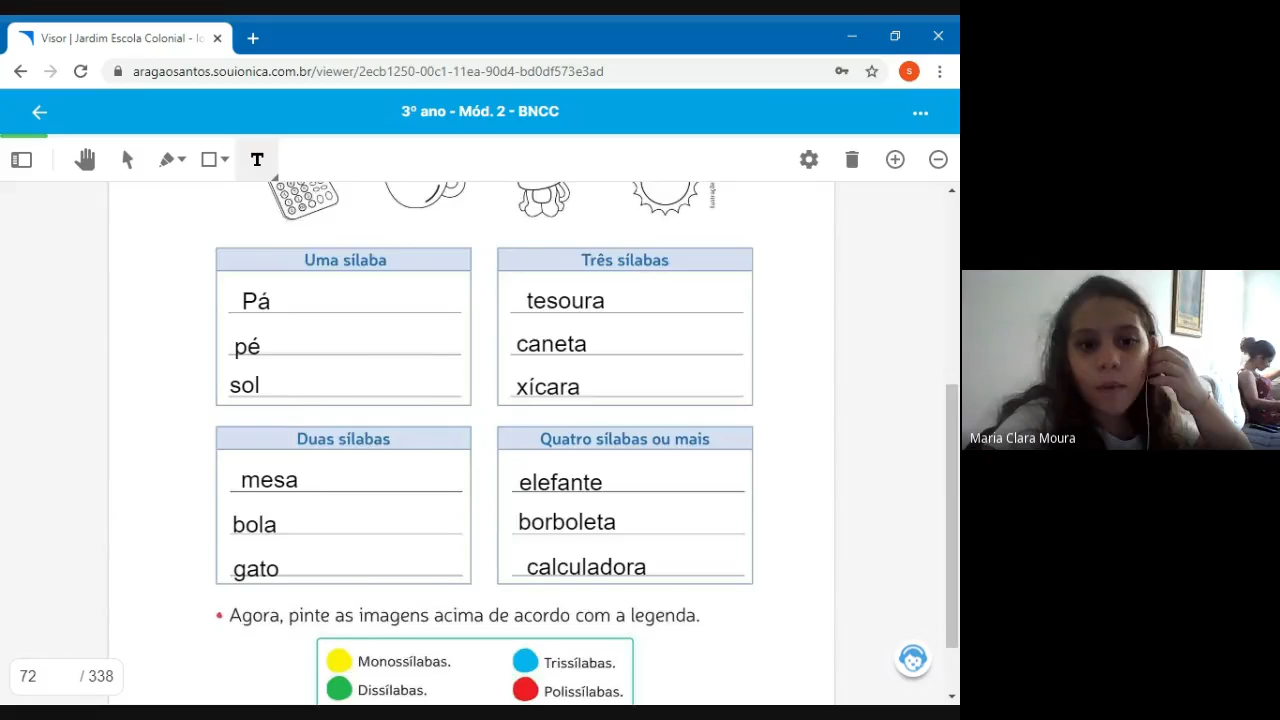 Visor | Jardim Escola Colonial - Io
aragaosantos.souionica.com.br/viewer/2ecb1250-00c1-11ea-90d4-bd0df573e3ad
S
3º ano - Mód. 2 - BNCC
T
Uma sílaba
Pá
pé
sol
Três sílabas
tesoura
caneta
xícara
Duas sílabas
mesa
bola
gato
Quatro sílabas ou mais
elefante
borboleta
calculadora
• Agora, pinte as imagens acima de acordo com a legenda.
Monossílabas.
Trissílabas.
Dissílabas.
Polissílabas.
72 / 338
Maria Clara Moura